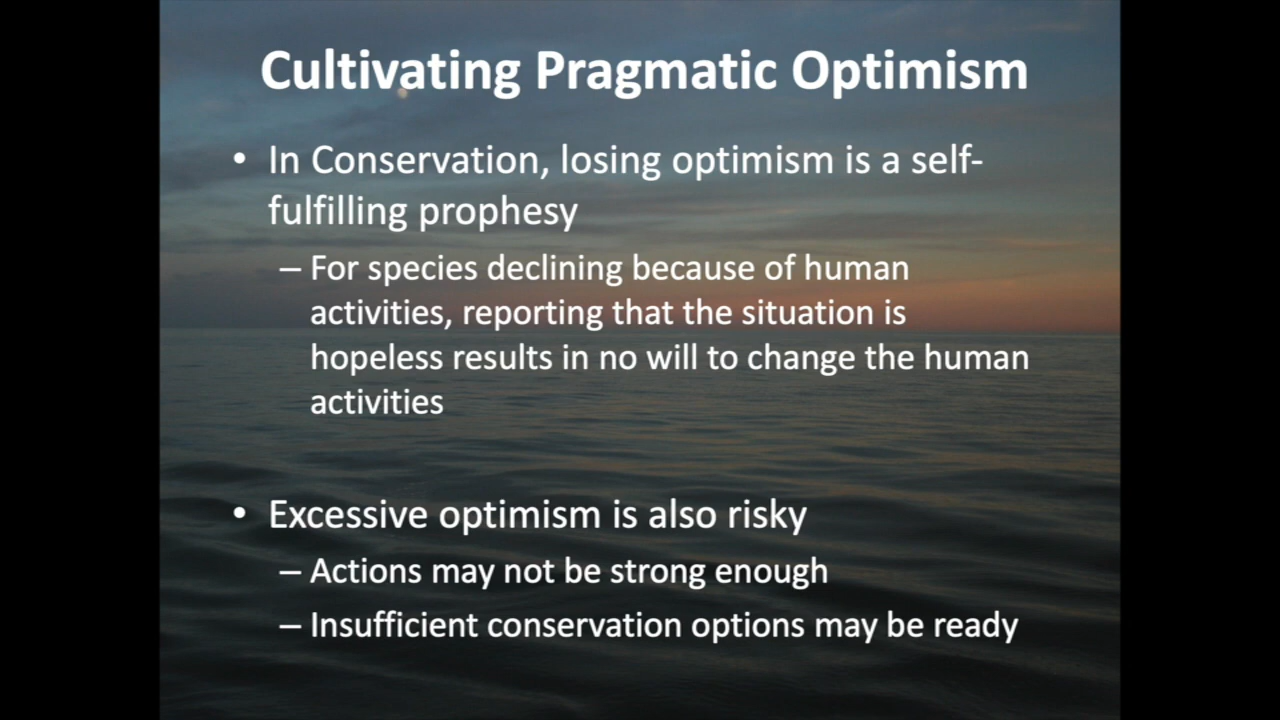 Cultivating Pragmatic Optimism
• In Conservation, losing optimism is a self-
fulfilling prophesy
– For species declining because of human
activities, reporting that the situation is
hopeless results in no will to change the human
activities
• Excessive optimism is also risky
– Actions may not be strong enough
– Insufficient conservation options may be ready